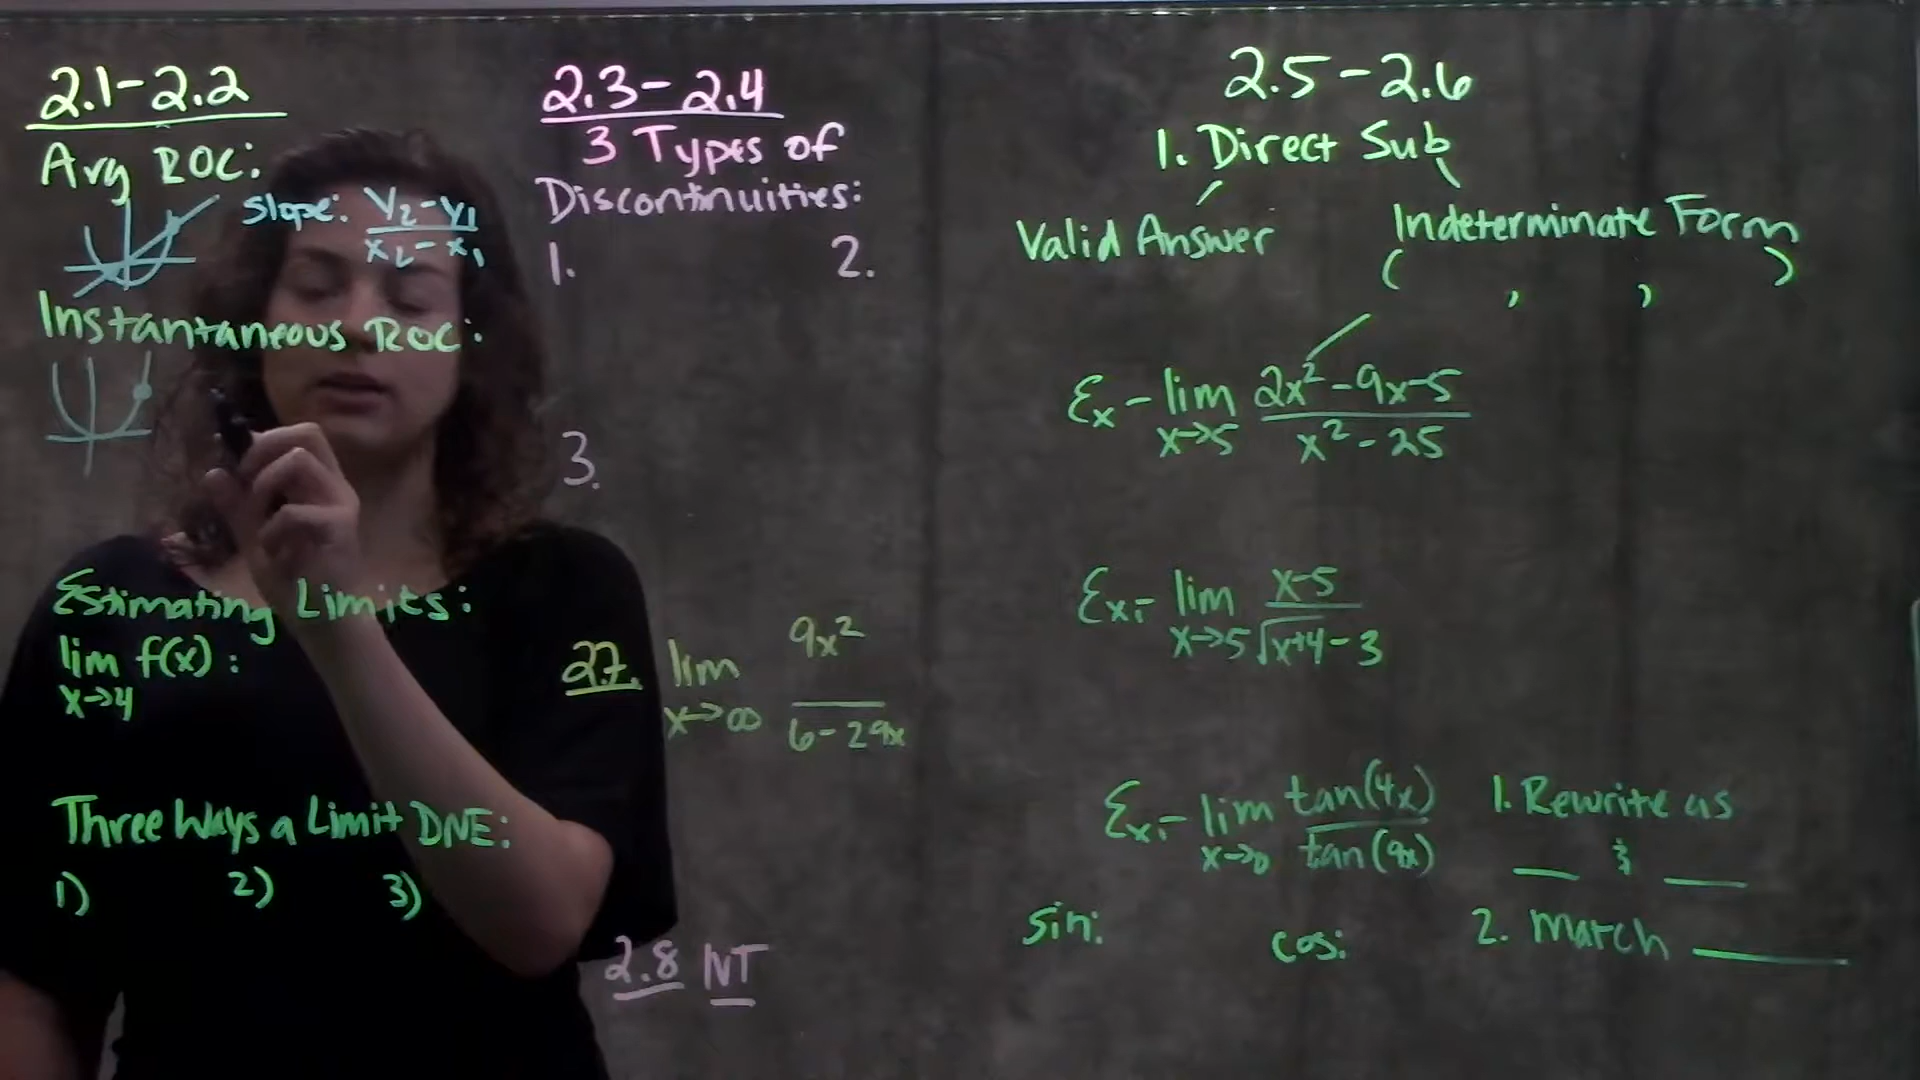 2.1-2.2
Avg ROC:
Slope: y₂-y₁
x₂-x₁
Instantaneous ROC:
Estimating Limits:
lim f(x):
x→4
Three Ways a Limit DNE:
1) 2) 3)
2.3-2.4
3 Types of
Discontinuities:
1. 2.
3.
27. lim 9x²
x→∞ 6-29x
2.8 IVT
2.5-2.6
1. Direct Sub
Valid Answer Indeterminate Form
( , , )
Ex- lim 2x²-9x-5
x→5 x²-25
Ex,- lim x-5
x→5 √x+4-3
Ex,- lim tan(4x)
x→0 tan(9x)
1. Rewrite as
___ & ___
2. Match ___
sin: cos: